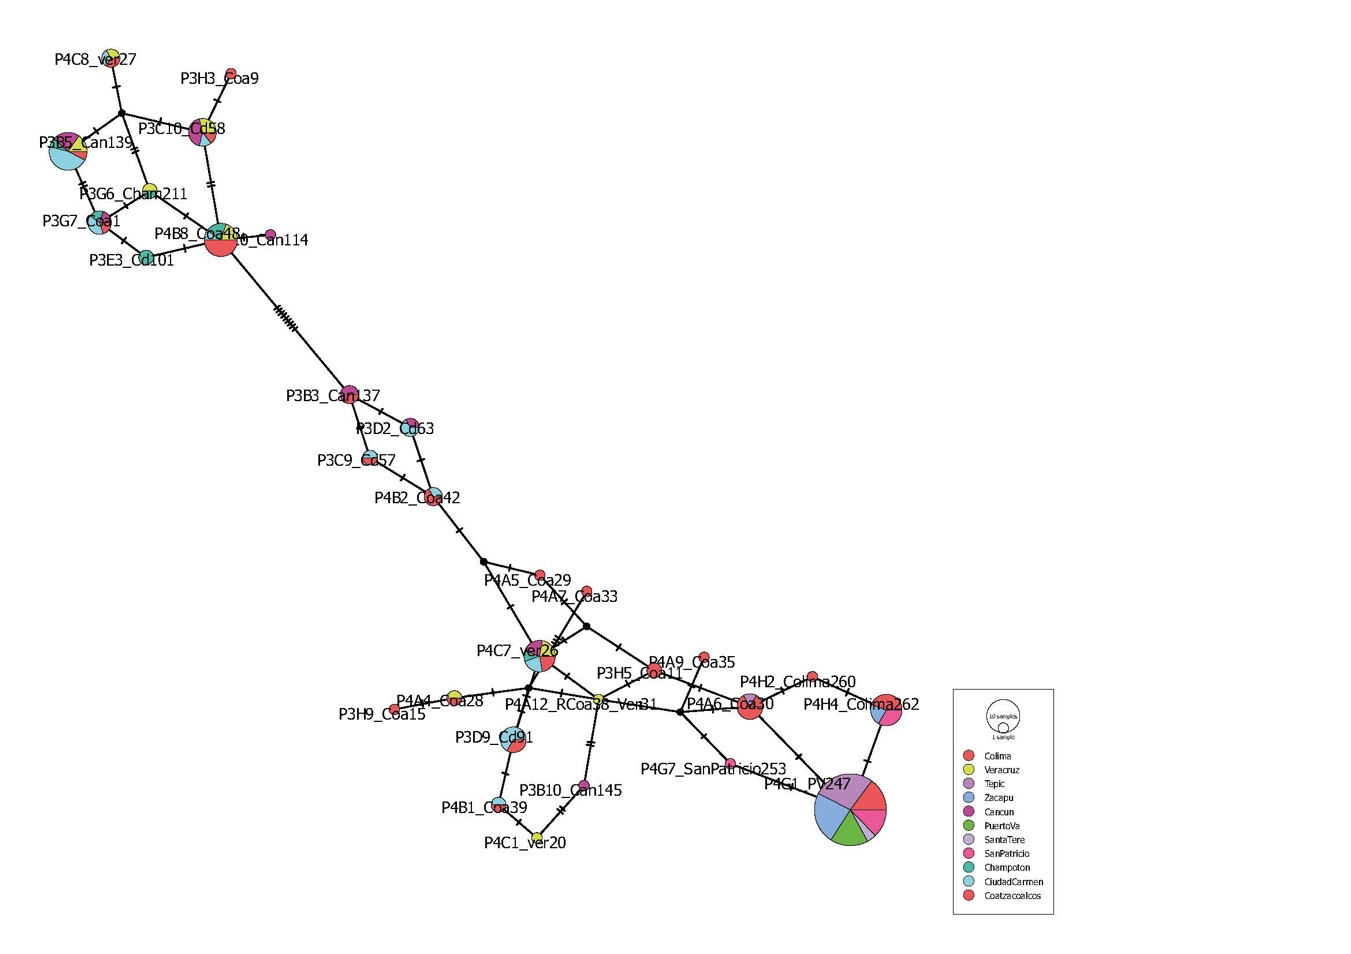 P4C8_ver27
P3H3_Coa9
P3C10_Cd58
P3B5_Can139
P3G6_Cham211
P3G7_Coa1
P4B8_Coa48
10_Can114
P3E3_Cd101
P3B3_Can137
P3D2_Cd63
P3C9_Cd57
P4B2_Coa42
P4A5_Coa29
P4A7_Coa33
P4C7_ver26
P4A9_Coa35
P3H5_Coa11
P4H2_Colima260
P4A4_Coa28
P4A12_RCoa38_Ver31
P4A6_Coa30
P4H4_Colima262
P3H9_Coa15
P3D9_Cd91
P4G7_SanPatricio253
P4G1_PV247
P3B10_Can145
P4B1_Coa39
P4C1_ver20
10 samples
1 sample
Colima
Veracruz
Tepic
Zacapu
Cancun
PuertoVa
SantaTere
SanPatricio
Champoton
CiudadCarmen
Coatzacoalcos